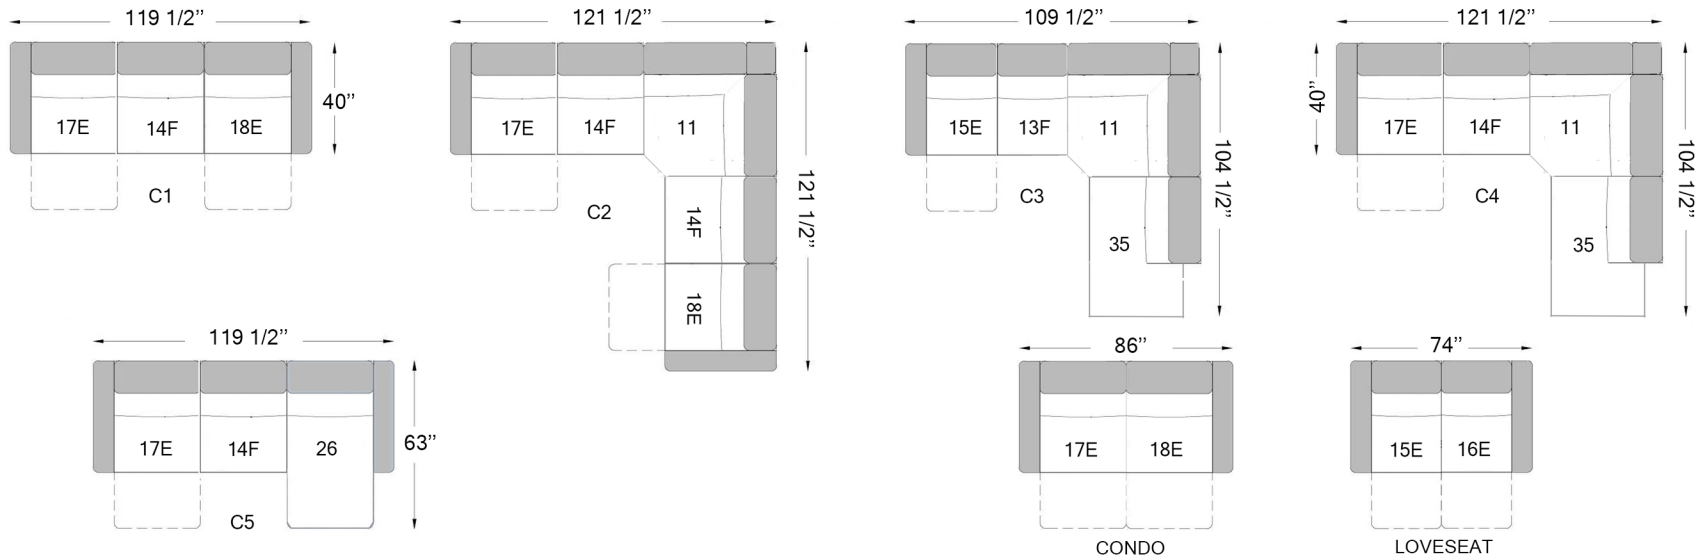 119 1/2”
40”
17E
14F
18E
C1
121 1/2”
121 1/2”
17E
14F
11
14F
18E
C2
109 1/2”
104 1/2”
15E
13F
11
35
C3
121 1/2”
40”
104 1/2”
17E
14F
11
35
C4
119 1/2”
63”
17E
14F
26
C5
86”
17E
18E
CONDO
74”
15E
16E
LOVESEAT